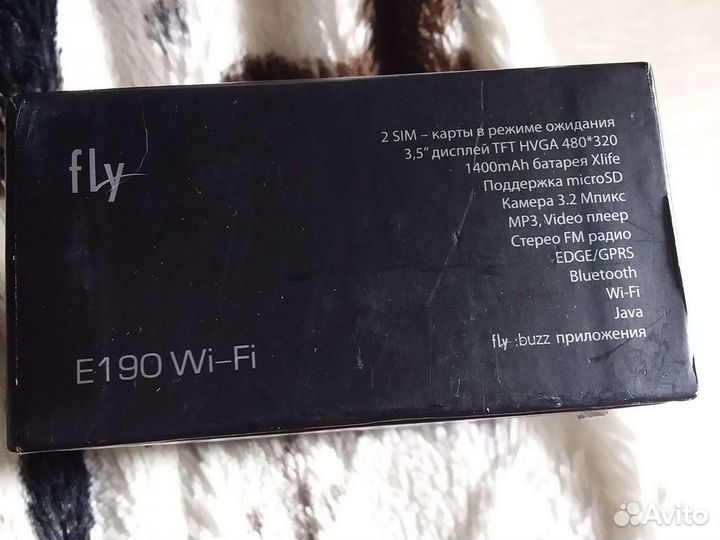 fly
2 SIM – карты в режиме ожидания
3,5” дисплей TFT HVGA 480*320
1400mAh батарея Xlife
Поддержка microSD
Камера 3.2 Мпикс
MP3, Video плеер
Стерео FM радио
EDGE/GPRS
Bluetooth
Wi-Fi
Java
fly :buzz приложения
E190 Wi-Fi
Avito